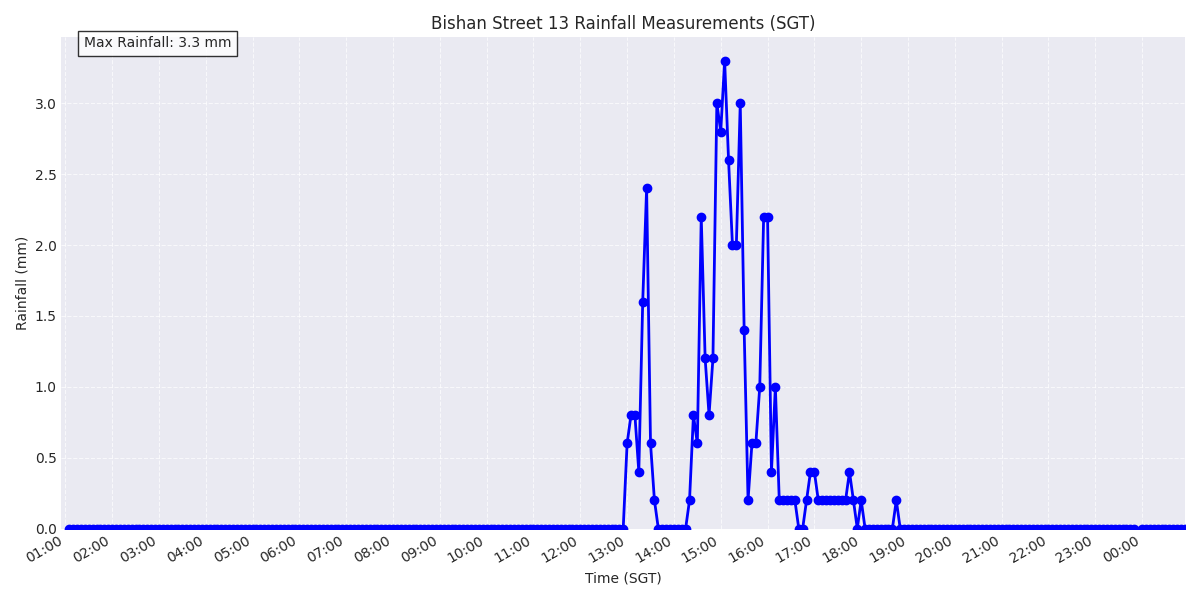 Bishan Street 13 Rainfall Measurements (SGT)
Max Rainfall: 3.3 mm
Rainfall (mm)
3.0
2.5
2.0
1.5
1.0
0.5
0.0
01:00 02:00 03:00 04:00 05:00 06:00 07:00 08:00 09:00 10:00 11:00 12:00 13:00 14:00 15:00 16:00 17:00 18:00 19:00 20:00 21:00 22:00 23:00 00:00
Time (SGT)